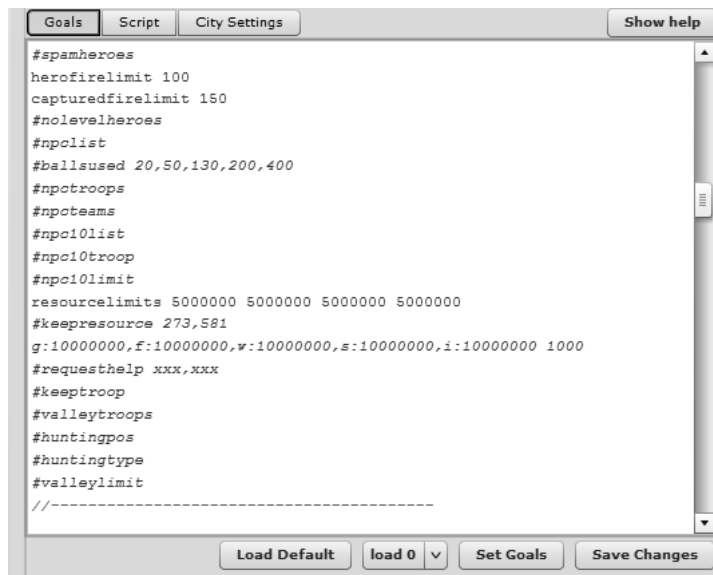 Goals Script City Settings Show help
#spamheroes
herofirelimit 100
capturedfirelimit 150
#nolevelheroes
#npclist
#ballsused 20,50,130,200,400
#npctroops
#npcteams
#npc10list
#npc10troop
#npc10limit
resourcelimits 5000000 5000000 5000000 5000000
#keepresource 273,581
g:10000000,f:10000000,w:10000000,s:10000000,i:10000000 1000
#requesthelp xxx,xxx
#keeptroop
#valleytroops
#huntingpos
#huntingtype
#valleylimit
//-----------------------------------------
Load Default load 0 Set Goals Save Changes